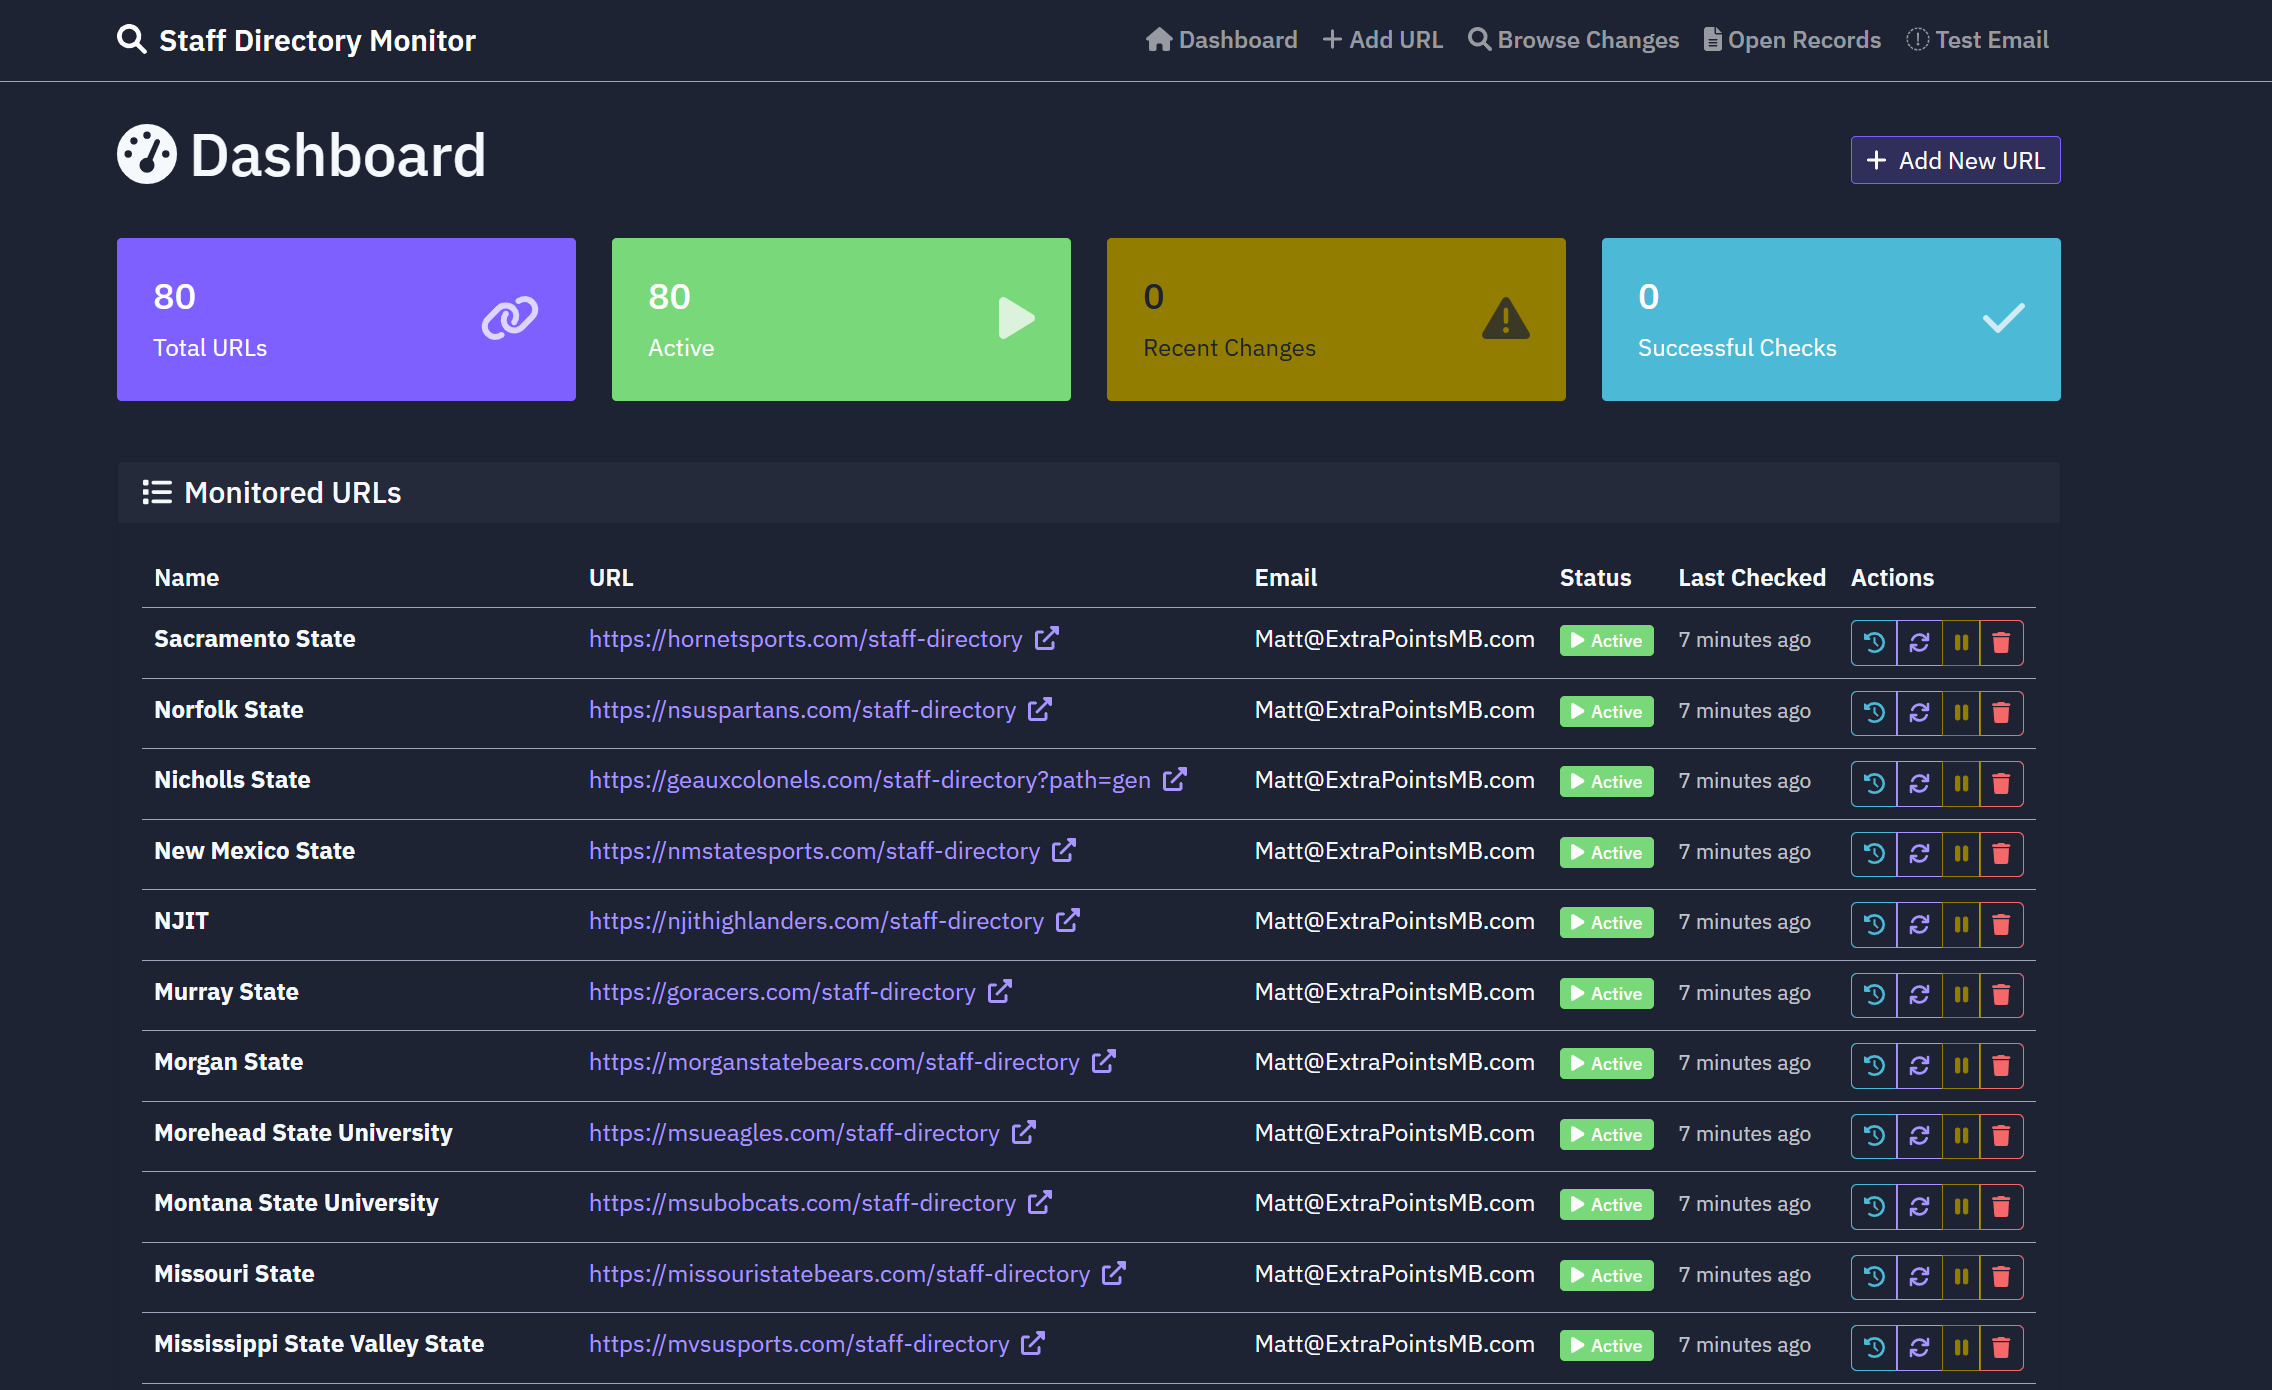 Staff Directory Monitor
Dashboard Add URL Browse Changes Open Records Test Email
Dashboard
Add New URL
80
Total URLs
80
Active
0
Recent Changes
0
Successful Checks
Monitored URLs
Name URL Email Status Last Checked Actions
Sacramento State https://hornetsports.com/staff-directory Matt@ExtraPointsMB.com Active 7 minutes ago
Norfolk State https://nsuspartans.com/staff-directory Matt@ExtraPointsMB.com Active 7 minutes ago
Nicholls State https://geauxcolonels.com/staff-directory?path=gen Matt@ExtraPointsMB.com Active 7 minutes ago
New Mexico State https://nmstatesports.com/staff-directory Matt@ExtraPointsMB.com Active 7 minutes ago
NJIT https://njithighlanders.com/staff-directory Matt@ExtraPointsMB.com Active 7 minutes ago
Murray State https://goracers.com/staff-directory Matt@ExtraPointsMB.com Active 7 minutes ago
Morgan State https://morganstatebears.com/staff-directory Matt@ExtraPointsMB.com Active 7 minutes ago
Morehead State University https://msueagles.com/staff-directory Matt@ExtraPointsMB.com Active 7 minutes ago
Montana State University https://msubobcats.com/staff-directory Matt@ExtraPointsMB.com Active 7 minutes ago
Missouri State https://missouristatebears.com/staff-directory Matt@ExtraPointsMB.com Active 7 minutes ago
Mississippi State Valley State https://mvsusports.com/staff-directory Matt@ExtraPointsMB.com Active 7 minutes ago